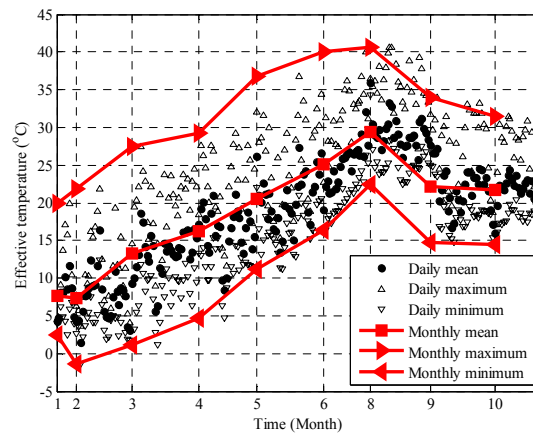 45
40
35
30
25
20
15
10
5
0
-5
Effective temperature (°C)
1 2 3 4 5 6 8 9 10
Time (Month)
Daily mean
Daily maximum
Daily minimum
Monthly mean
Monthly maximum
Monthly minimum